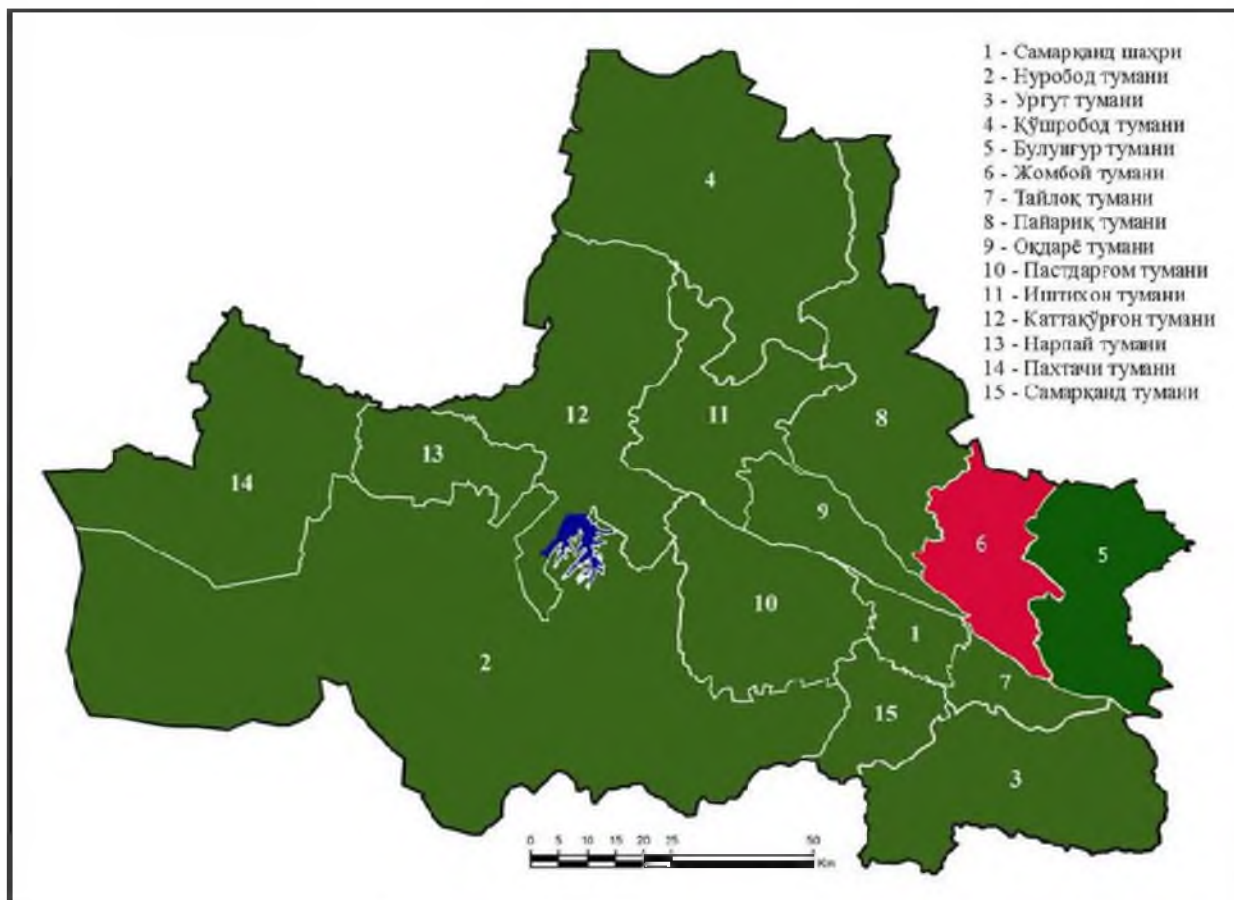 1 - Самарқанд шаҳри
2 - Нуробод тумани
3 - Ургут тумани
4 - Қўшробод тумани
5 - Булунғур тумани
6 - Жомбой тумани
7 - Тайлоқ тумани
8 - Пайариқ тумани
9 - Оқдарё тумани
10 - Пастдарғом тумани
11 - Иштихон тумани
12 - Каттақўрғон тумани
13 - Нарпай тумани
14 - Пахтачи тумани
15 - Самарқанд тумани
4
12
11
8
13
14
9
6
5
10
1
2
7
15
3
0 5 10 15 20 25 50
Km